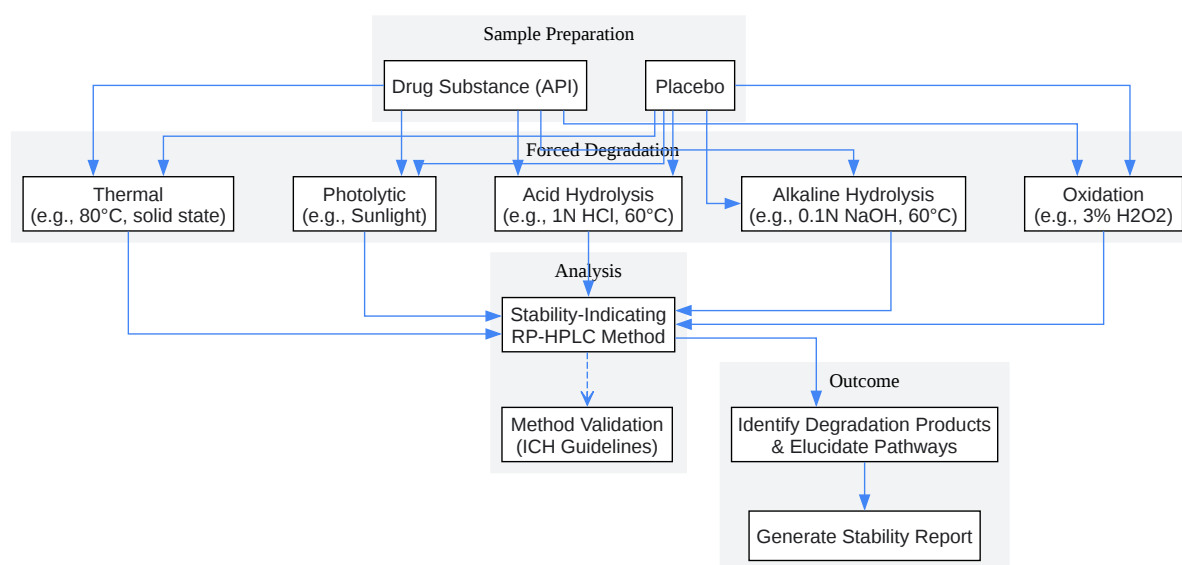 Sample Preparation
Drug Substance (API)
Placebo
Forced Degradation
Thermal
(e.g., 80°C, solid state)
Photolytic
(e.g., Sunlight)
Acid Hydrolysis
(e.g., 1N HCl, 60°C)
Alkaline Hydrolysis
(e.g., 0.1N NaOH, 60°C)
Oxidation
(e.g., 3% H2O2)
Analysis
Stability-Indicating
RP-HPLC Method
Method Validation
(ICH Guidelines)
Outcome
Identify Degradation Products
& Elucidate Pathways
Generate Stability Report